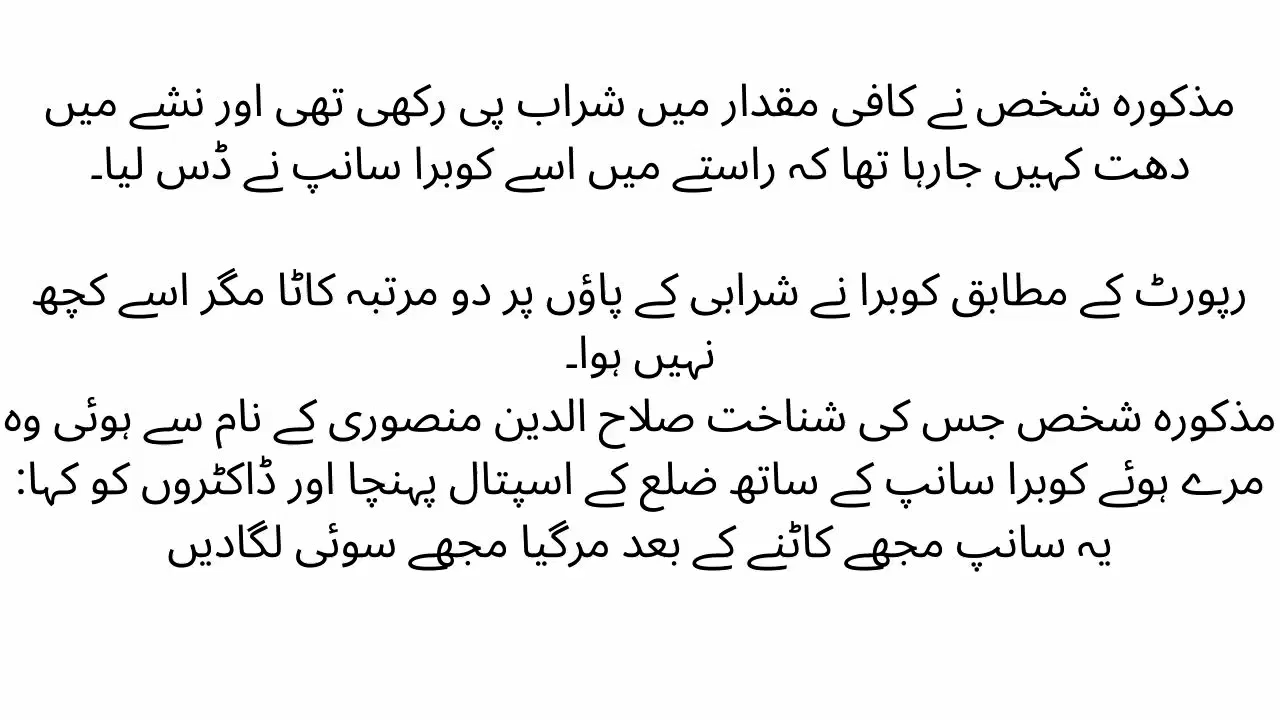 مذکورہ شخص نے کافی مقدار میں شراب پی رکھی تھی اور نشے میں
دھت کہیں جارہا تھا کہ راستے میں اسے کوبرا سانپ نے ڈس لیا۔
رپورٹ کے مطابق کوبرا نے شرابی کے پاؤں پر دو مرتبہ کاٹا مگر اسے کچھ
نہیں ہوا۔
مذکورہ شخص جس کی شناخت صلاح الدین منصوری کے نام سے ہوئی وہ
مرے ہوئے کوبرا سانپ کے ساتھ ضلع کے اسپتال پہنچا اور ڈاکٹروں کو کہا:
یہ سانپ مجھے کاٹنے کے بعد مرگیا مجھے سوئی لگادیں